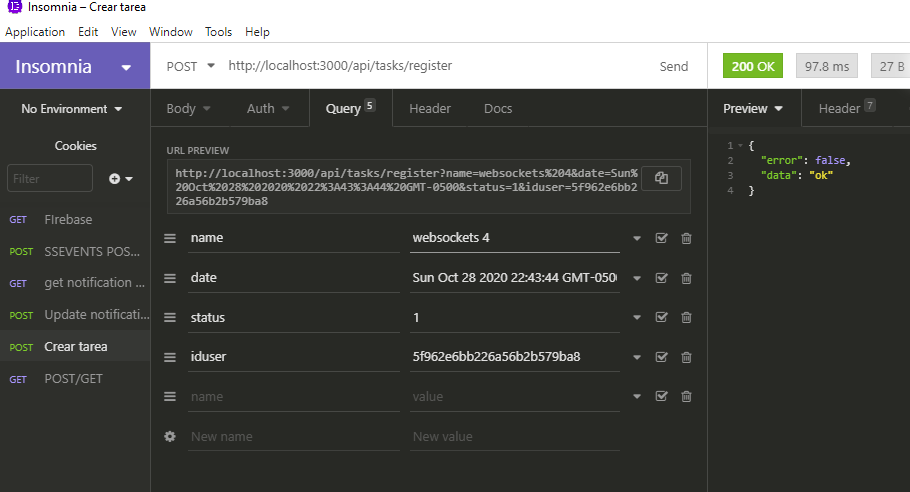 Insomnia – Crear tarea
Application Edit View Window Tools Help
Insomnia
POST http://localhost:3000/api/tasks/register Send
200 OK 97.8 ms 27 B
No Environment
Cookies
Filter
GET FIrebase
POST SSEVENTS POS...
GET get notification ...
POST Update notificati...
POST Crear tarea
GET POST/GET
Body Auth Query 5 Header Docs
URL PREVIEW
http://localhost:3000/api/tasks/register?name=websockets%204&date=Sun%
20Oct%2028%202020%2022%3A43%3A44%20GMT-0500&status=1&iduser=5f962e6bb2
26a56b2b579ba8
name websockets 4
date Sun Oct 28 2020 22:43:44 GMT-050
status 1
iduser 5f962e6bb226a56b2b579ba8
name value
New name New value
Preview Header 7
1 {
2 "error": false,
3 "data": "ok"
4 }